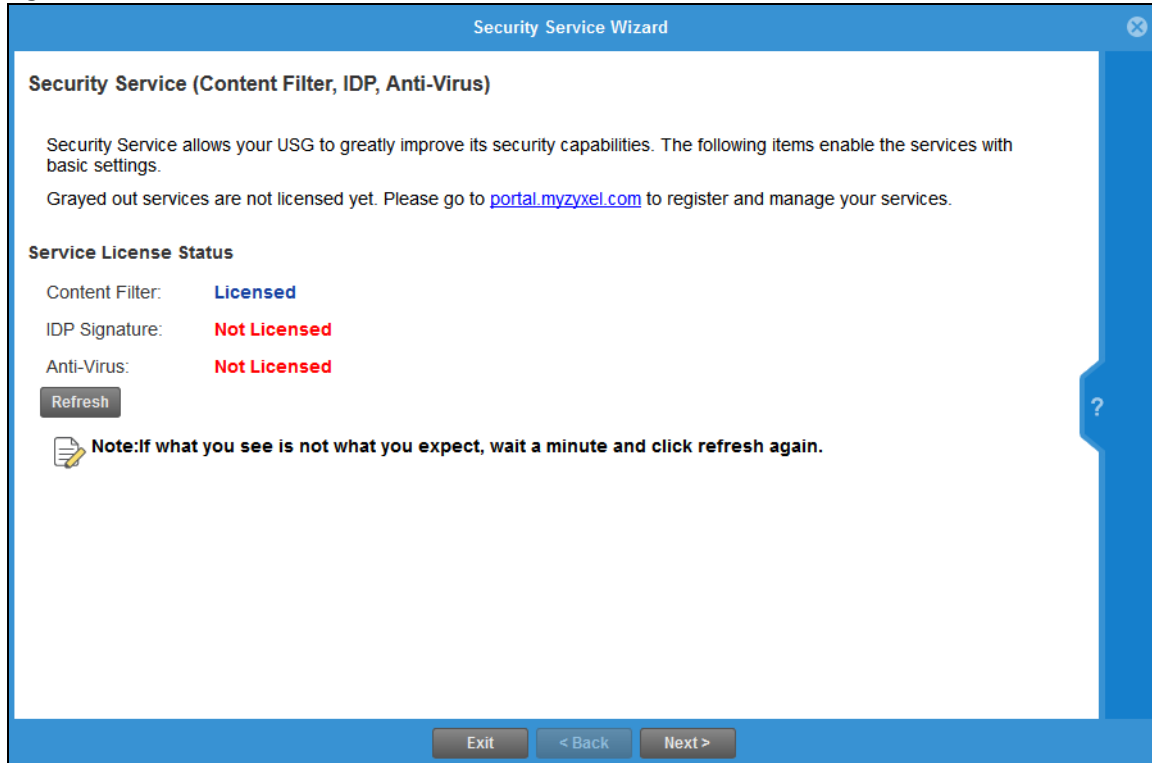 Security Service Wizard
Security Service (Content Filter, IDP, Anti-Virus)
Security Service allows your USG to greatly improve its security capabilities. The following items enable the services with
basic settings.
Grayed out services are not licensed yet. Please go to portal.myzyxel.com to register and manage your services.
Service License Status
Content Filter: Licensed
IDP Signature: Not Licensed
Anti-Virus: Not Licensed
Refresh
?
Note:If what you see is not what you expect, wait a minute and click refresh again.
Exit < Back Next >